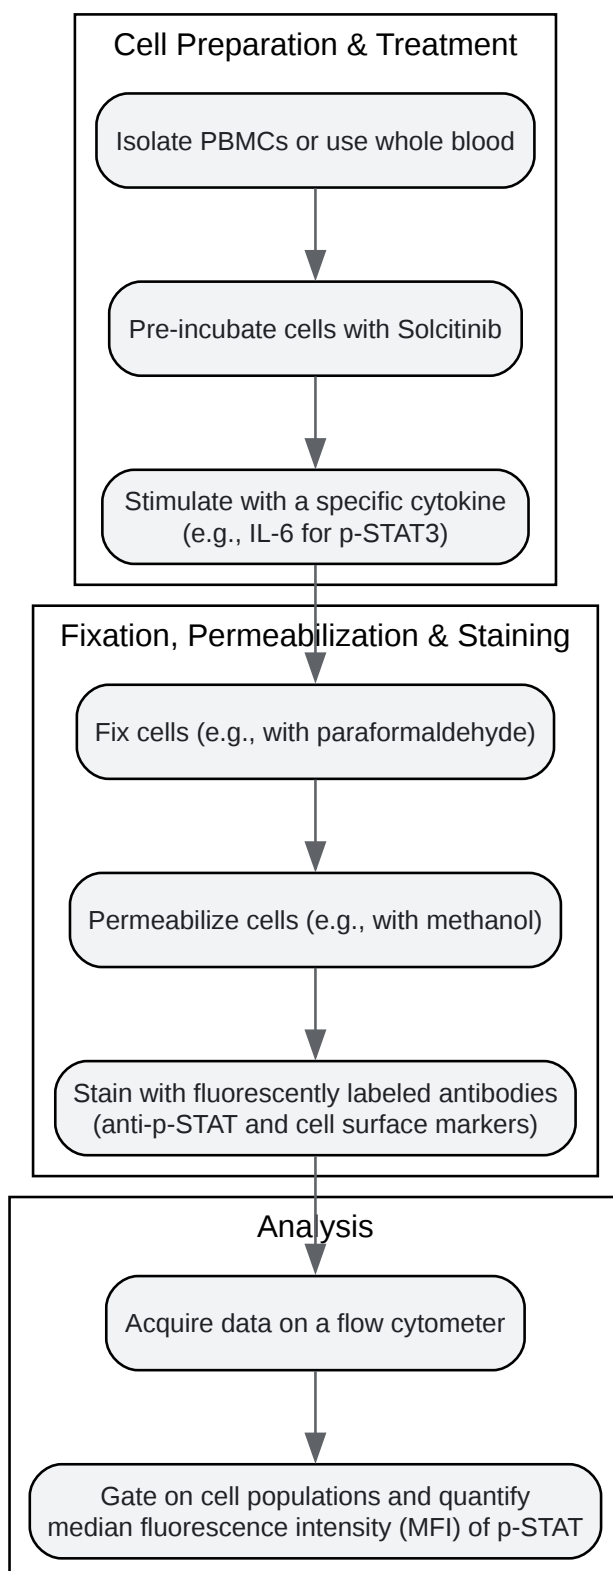 Cell Preparation & Treatment
Isolate PBMCs or use whole blood
Pre-incubate cells with Solcitinib
Stimulate with a specific cytokine
(e.g., IL-6 for p-STAT3)
Fixation, Permeabilization & Staining
Fix cells (e.g., with paraformaldehyde)
Permeabilize cells (e.g., with methanol)
Stain with fluorescently labeled antibodies
(anti-p-STAT and cell surface markers)
Analysis
Acquire data on a flow cytometer
Gate on cell populations and quantify
median fluorescence intensity (MFI) of p-STAT